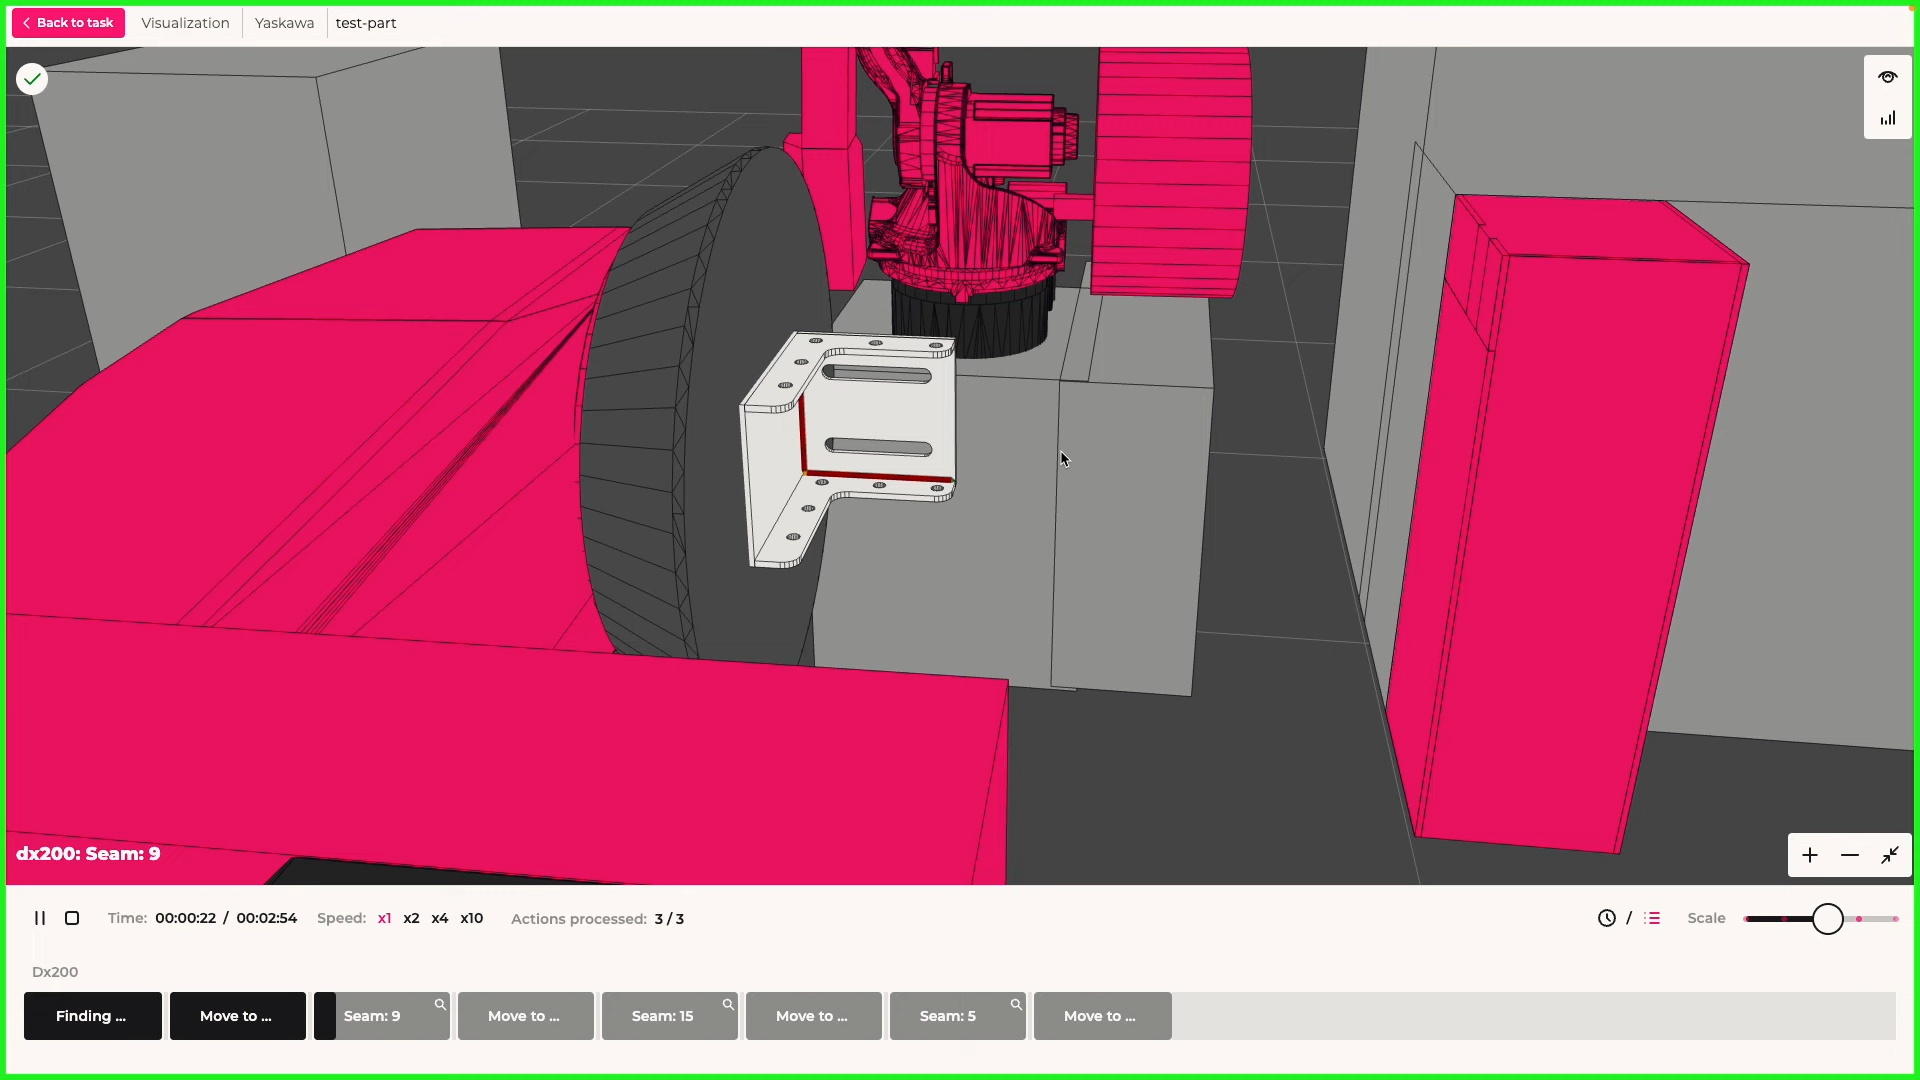 Back to task Visualization Yaskawa test-part
dx200: Seam: 9
Time: 00:00:22 / 00:02:54 Speed: x1 x2 x4 x10 Actions processed: 3 / 3 / Scale
Dx200
Finding ... Move to ... Seam: 9 Move to ... Seam: 15 Move to ... Seam: 5 Move to ...